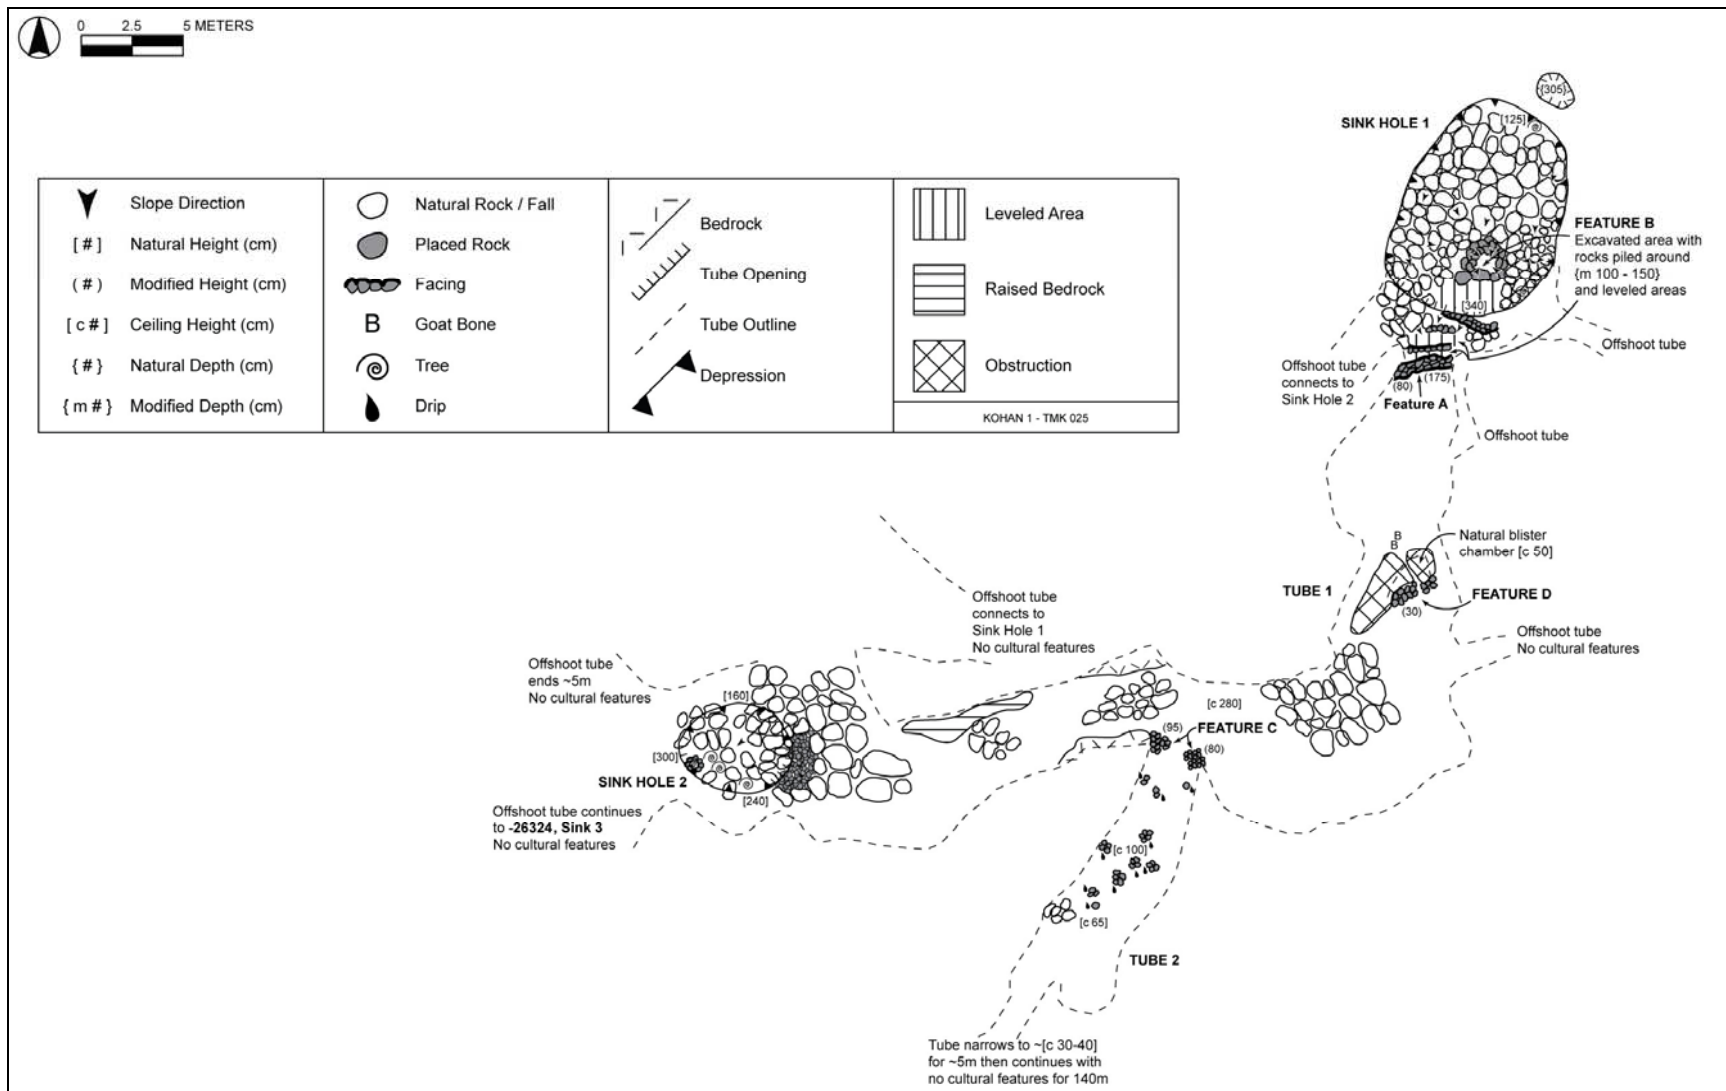 0 2.5 5 METERS
Slope Direction
[ # ] Natural Height (cm)
( # ) Modified Height (cm)
[ c # ] Ceiling Height (cm)
{ # } Natural Depth (cm)
{ m # } Modified Depth (cm)
Natural Rock / Fall
Placed Rock
Facing
B Goat Bone
Tree
Drip
Bedrock
Tube Opening
Tube Outline
Depression
Leveled Area
Raised Bedrock
Obstruction
KOHAN 1 - TMK 025
{305}
SINK HOLE 1
[125]
FEATURE B
Excavated area with
rocks piled around
{m 100 - 150}
and leveled areas
[340]
Offshoot tube
Offshoot tube
connects to
Sink Hole 2
(80)
(175)
Feature A
Offshoot tube
B
B
Natural blister
chamber [c 50]
TUBE 1
FEATURE D
(30)
Offshoot tube
No cultural features
Offshoot tube
connects to
Sink Hole 1
No cultural features
Offshoot tube
ends ~5m
No cultural features
[160]
[c 280]
(95)
FEATURE C
(80)
[300]
SINK HOLE 2
[240]
Offshoot tube continues
to -26324, Sink 3
No cultural features
[c 100]
[c 65]
TUBE 2
Tube narrows to ~[c 30-40]
for ~5m then continues with
no cultural features for 140m